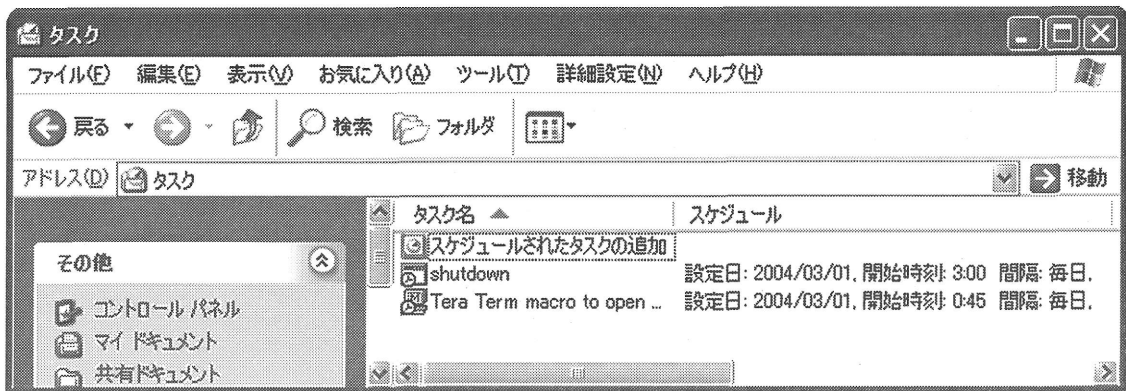 タスク
ファイル(F) 編集(E) 表示(V) お気に入り(A) ツール(T) 詳細設定(N) ヘルプ(H)
戻る 検索 フォルダ
アドレス(D) タスク 移動
タスク名 スケジュール
スケジュールされたタスクの追加
shutdown 設定日: 2004/03/01, 開始時刻: 3:00 間隔: 毎日,
Tera Term macro to open ... 設定日: 2004/03/01, 開始時刻: 0:45 間隔: 毎日,
その他
コントロール パネル
マイ ドキュメント
共有ドキュメント